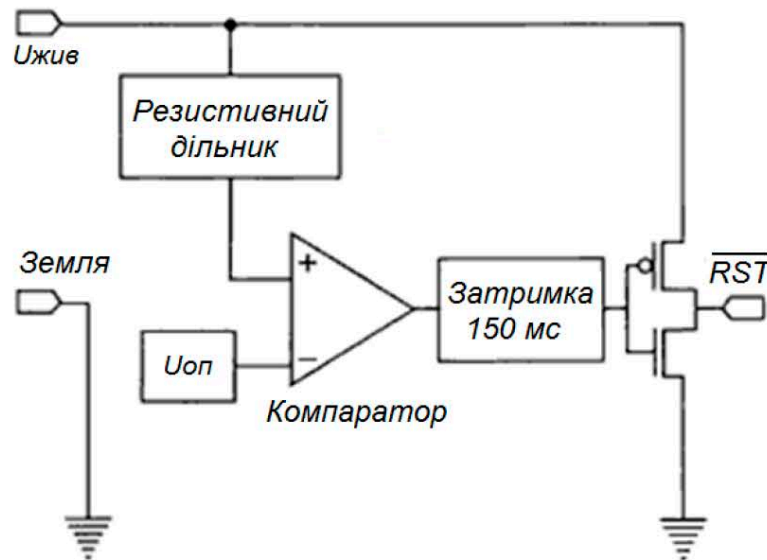 Uжив
Резистивний
дільник
Земля
+
Затримка
150 мс
RST
Uоп
−
Компаратор